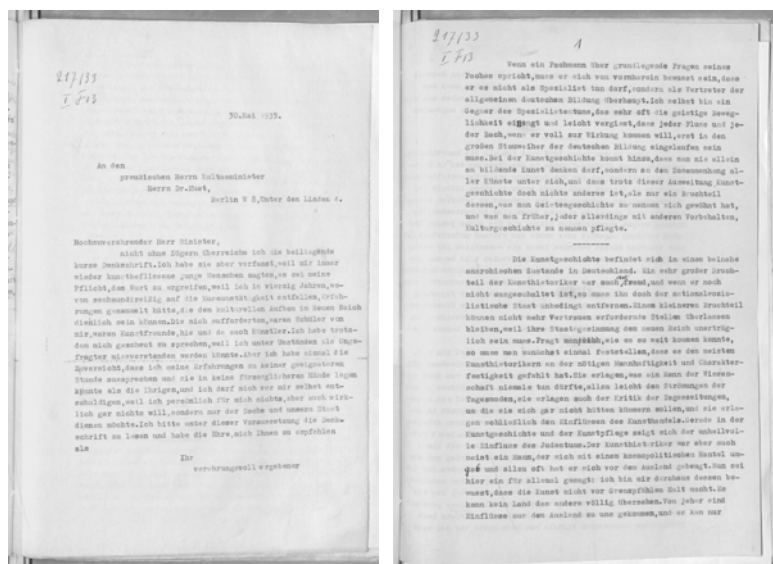 217/33
I F13
30.Mai 1933.
An den
preußischen Herrn Kultusminister
Herrn Dr.Rust,
Berlin W 8,Unter den Linden 4.
Hochzuverehrender Herr Minister,
nicht ohne Zögern überreiche ich die beiliegende
kurze Denkschrift.Ich habe sie aber verfasst,weil mir immer
wieder kunstbeflissene junge Menschen sagten,es sei meine
Pflicht,das Wort zu ergreifen,weil ich in vierzig Jahren,wo-
von sechsunddreißig auf die Museumstätigkeit entfallen,Erfah-
rungen gesammelt hätte,die dem kulturellen Aufbau im Neuen Reich
dienlich sein können.Die mich aufforderten,waren Schüler von
mir,waren Kunstfreunde,hie und da auch Künstler.Ich habe trotz-
dem mich gescheut zu sprechen,weil ich unter Umständen als Unge-
fragter missverstanden werden könnte.Aber ich habe einmal die
Zuversicht,dass ich meine Erfahrungen zu keiner geeigneteren
Stunde aussprechen und sie in keine fürsorglicheren Hände legen
könnte als die Ihrigen,und ich darf mich vor mir selbst ent-
schuldigen,weil ich persönlich für mich nichts,aber auch wirk-
lich gar nichts will,sondern nur der Sache und unserm Staat
dienen möchte.Ich bitte unter dieser Voraussetzung die Denk-
schrift zu lesen und habe die Ehre,mich Ihnen zu empfehlen
als
Ihr
verehrungsvoll ergebener
217/33
I F13
1
Wenn ein Fachmann über grundlegende Fragen seines
Faches spricht,muss er sich von vornherein bewusst sein,dass
er es nicht als Spezialist tun darf,sondern als Vertreter der
allgemeinen deutschen Bildung überhaupt.Ich selbst bin ein
Gegner des Spezialistentums,das sehr oft die geistige Beweg-
lichkeit einengt und leicht vergisst,dass jeder Fluss und je-
der Bach,wenn er voll zur Wirkung kommen will,erst in den
großen Stauweiher der deutschen Bildung eingelaufen sein
muss.Bei der Kunstgeschichte kommt hinzu,dass man nie allein
an bildende Kunst denken darf,sondern an den Zusammenhang al-
ler Künste unter sich,und dass trotz dieser Ausweitung Kunst-
geschichte doch nichts anderes ist,als nur ein Bruchteil
dessen,was man Geistesgeschichte zu nennen sich gewöhnt hat,
und was man früher,jeder allerdings mit anderen Vorbehalten,
Kulturgeschichte zu nennen pflegte.
Die Kunstgeschichte befindet sich in einem beinahe
anarchischen Zustande in Deutschland. Ein sehr großer Bruch-
teil der Kunsthistoriker war auch fremd,und wenn er noch
nicht ausgeschaltet ist,so muss ihn doch der nationalsozia-
listische Staat unbedingt entfernen.Einem kleineren Bruchteil
können nicht mehr Vertrauen erfordernde Stellen überlassen
bleiben,weil ihre Staatsgesinnung dem neuen Reich unerträg-
lich sein muss.Fragt man sich,wie es so weit kommen konnte,
so muss man zunächst einmal feststellen,dass es den meisten
Kunsthistorikern an der nötigen Mannhaftigkeit und Charakter-
festigkeit gefehlt hat.Sie erlagen,was ein Mann der Wissen-
schaft niemals tun dürfte,allzu leicht den Strömungen der
Tagesmoden,sie erlagen auch der Kritik der Tageszeitungen,
um die sie sich gar nicht hätten kümmern sollen,und sie erla-
gen schließlich den Einflüssen des Kunsthandels.Gerade in der
Kunstgeschichte und der Kunstpflege zeigt sich der unheilvol-
le Einfluss des Judentums.Der Kunsthistoriker war eher auch
meist ein Mann,der sich mit einem kosmopolitischen Mantel um-
gab und allzu oft hat er sich vor dem Ausland gebeugt.Nun sei
hier ein für allemal gesagt: ich bin mir durchaus dessen be-
wusst,dass die Kunst nicht vor Grenzpfählen Halt macht.Es
kann kein Land das andere völlig übersehen.Von jeher sind
Einflüsse aus dem Ausland zu uns gekommen,und es kann nur